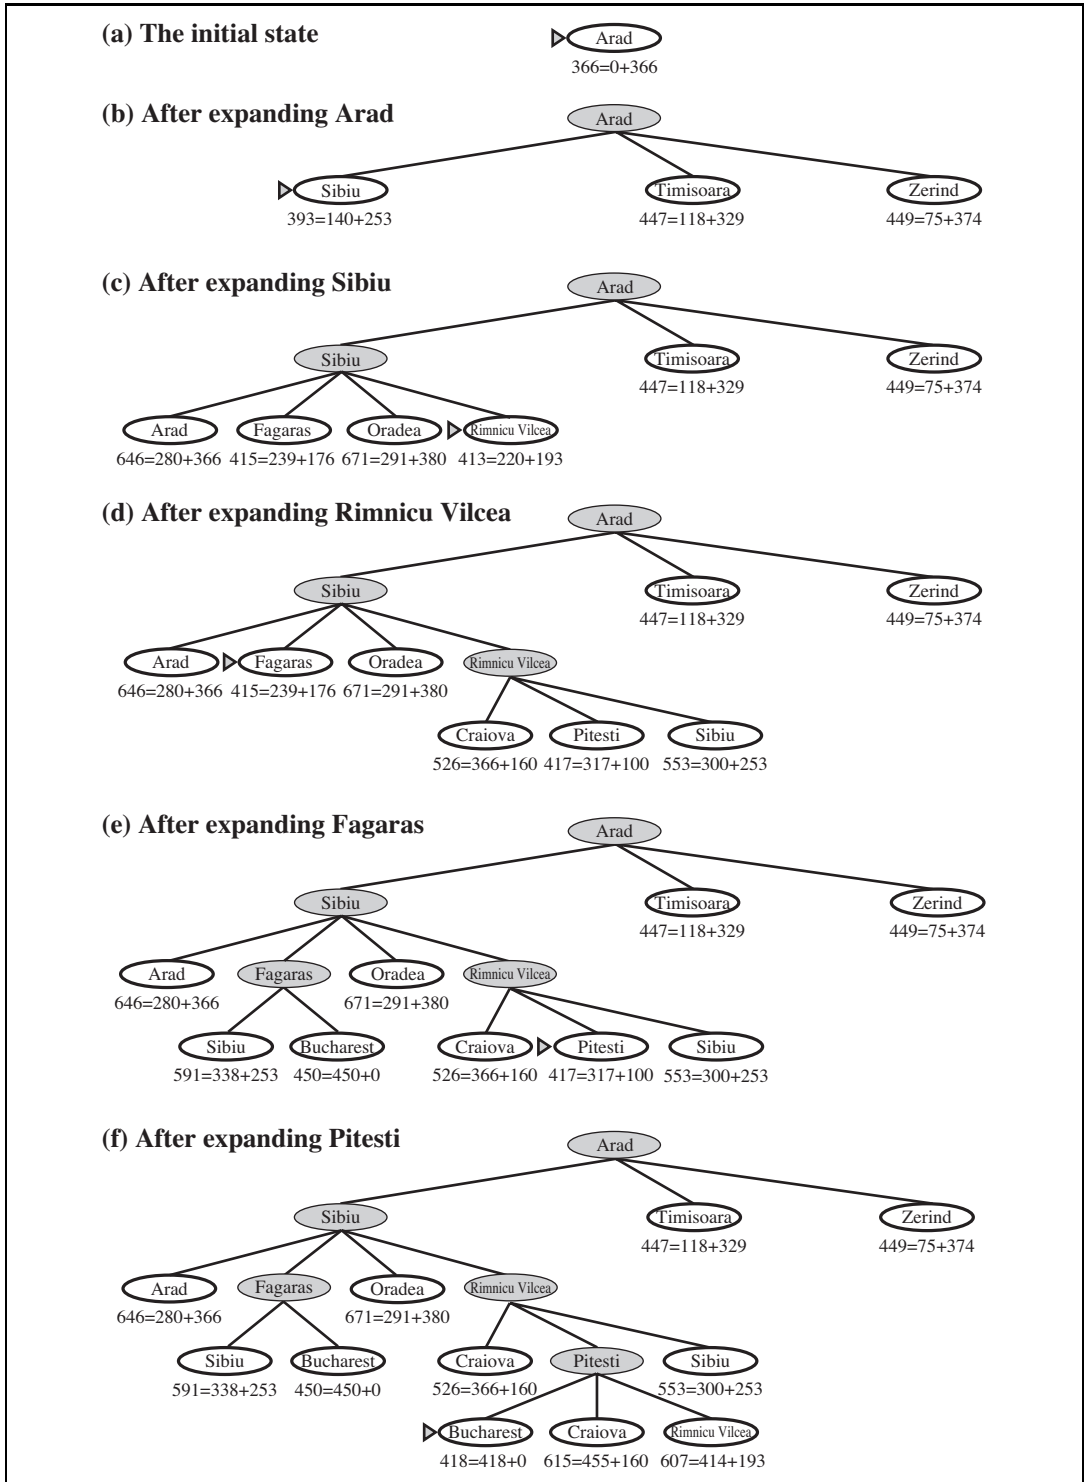 (a) The initial state
Arad
366=0+366
(b) After expanding Arad
Arad
Sibiu Timisoara Zerind
393=140+253 447=118+329 449=75+374
(c) After expanding Sibiu
Arad
Sibiu Timisoara Zerind
447=118+329 449=75+374
Arad Fagaras Oradea Rimnicu Vilcea
646=280+366 415=239+176 671=291+380 413=220+193
(d) After expanding Rimnicu Vilcea
Arad
Sibiu Timisoara Zerind
447=118+329 449=75+374
Arad Fagaras Oradea Rimnicu Vilcea
646=280+366 415=239+176 671=291+380
Craiova Pitesti Sibiu
526=366+160 417=317+100 553=300+253
(e) After expanding Fagaras
Arad
Sibiu Timisoara Zerind
447=118+329 449=75+374
Arad Fagaras Oradea Rimnicu Vilcea
646=280+366 671=291+380
Sibiu Bucharest Craiova Pitesti Sibiu
591=338+253 450=450+0 526=366+160 417=317+100 553=300+253
(f) After expanding Pitesti
Arad
Sibiu Timisoara Zerind
447=118+329 449=75+374
Arad Fagaras Oradea Rimnicu Vilcea
646=280+366 671=291+380
Sibiu Bucharest Craiova Pitesti Sibiu
591=338+253 450=450+0 526=366+160 553=300+253
Bucharest Craiova Rimnicu Vilcea
418=418+0 615=455+160 607=414+193